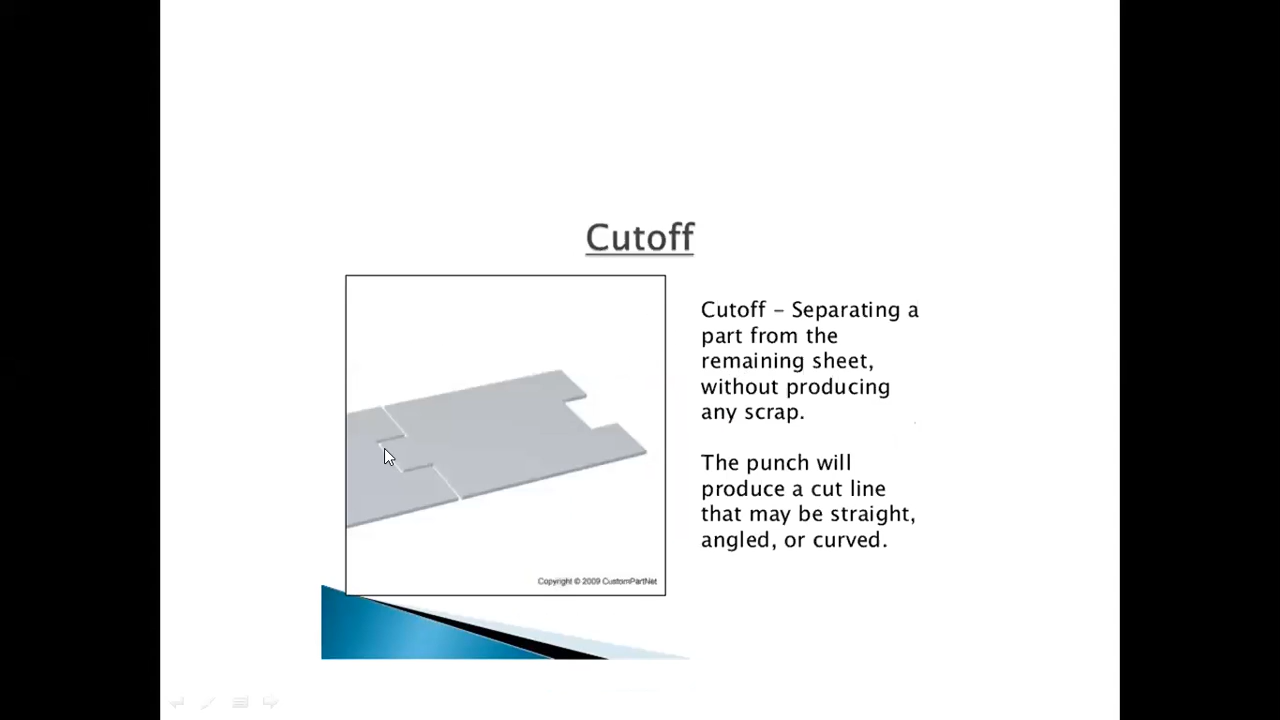 Cutoff
Cutoff – Separating a
part from the
remaining sheet,
without producing
any scrap.
The punch will
produce a cut line
that may be straight,
angled, or curved.
Copyright © 2009 CustomPartNet